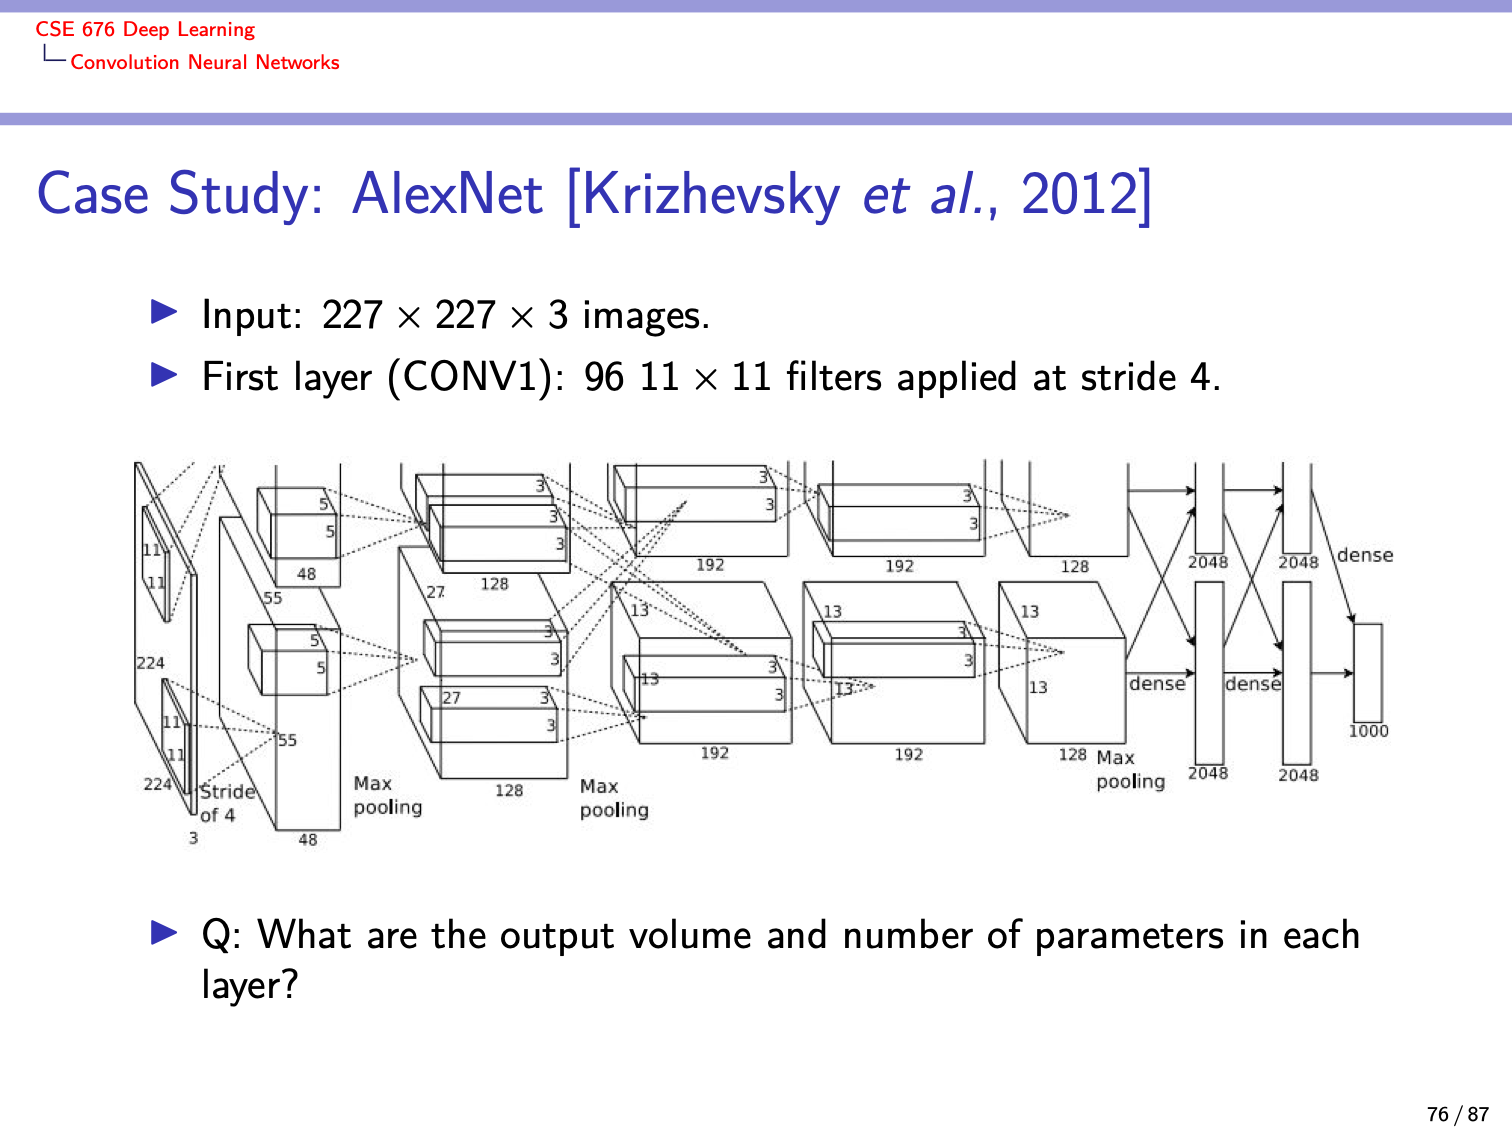 CSE 676 Deep Learning
Convolution Neural Networks
Case Study: AlexNet [Krizhevsky et al., 2012]
▶ Input: 227 × 227 × 3 images.
▶ First layer (CONV1): 96 11 × 11 filters applied at stride 4.
11
11
5
5
48
55
3
3
3
3
128
27
3
3
192
3
3
192
128
2048
2048
dense
224
11
11
224
3
Stride
of 4
5
5
55
48
Max
pooling
3
3
27
3
3
128
Max
pooling
13
13
3
3
192
13
13
3
3
192
13
13
128
Max
pooling
dense
dense
2048
2048
1000
▶ Q: What are the output volume and number of parameters in each
layer?
76 / 87